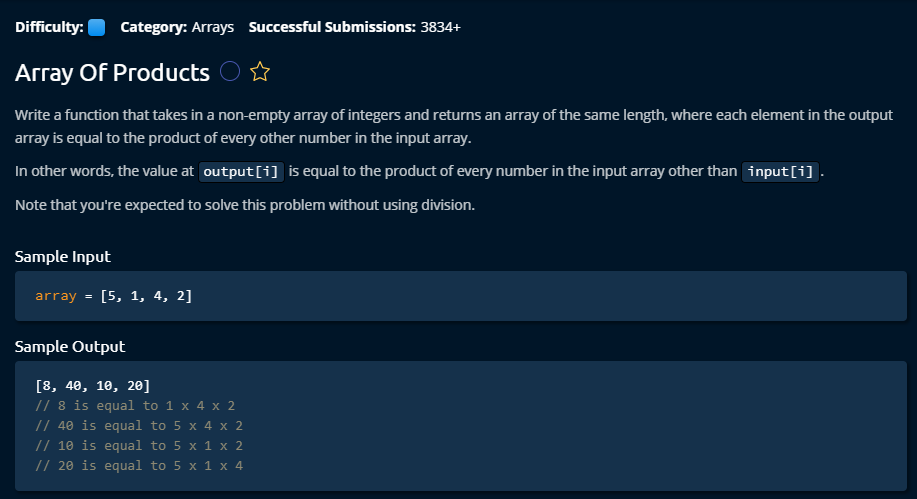 Difficulty: Category: Arrays Successful Submissions: 3834+
Array Of Products
Write a function that takes in a non-empty array of integers and returns an array of the same length, where each element in the output
array is equal to the product of every other number in the input array.
In other words, the value at output[i] is equal to the product of every number in the input array other than input[i] .
Note that you're expected to solve this problem without using division.
Sample Input
array = [5, 1, 4, 2]
Sample Output
[8, 40, 10, 20]
// 8 is equal to 1 x 4 x 2
// 40 is equal to 5 x 4 x 2
// 10 is equal to 5 x 1 x 2
// 20 is equal to 5 x 1 x 4